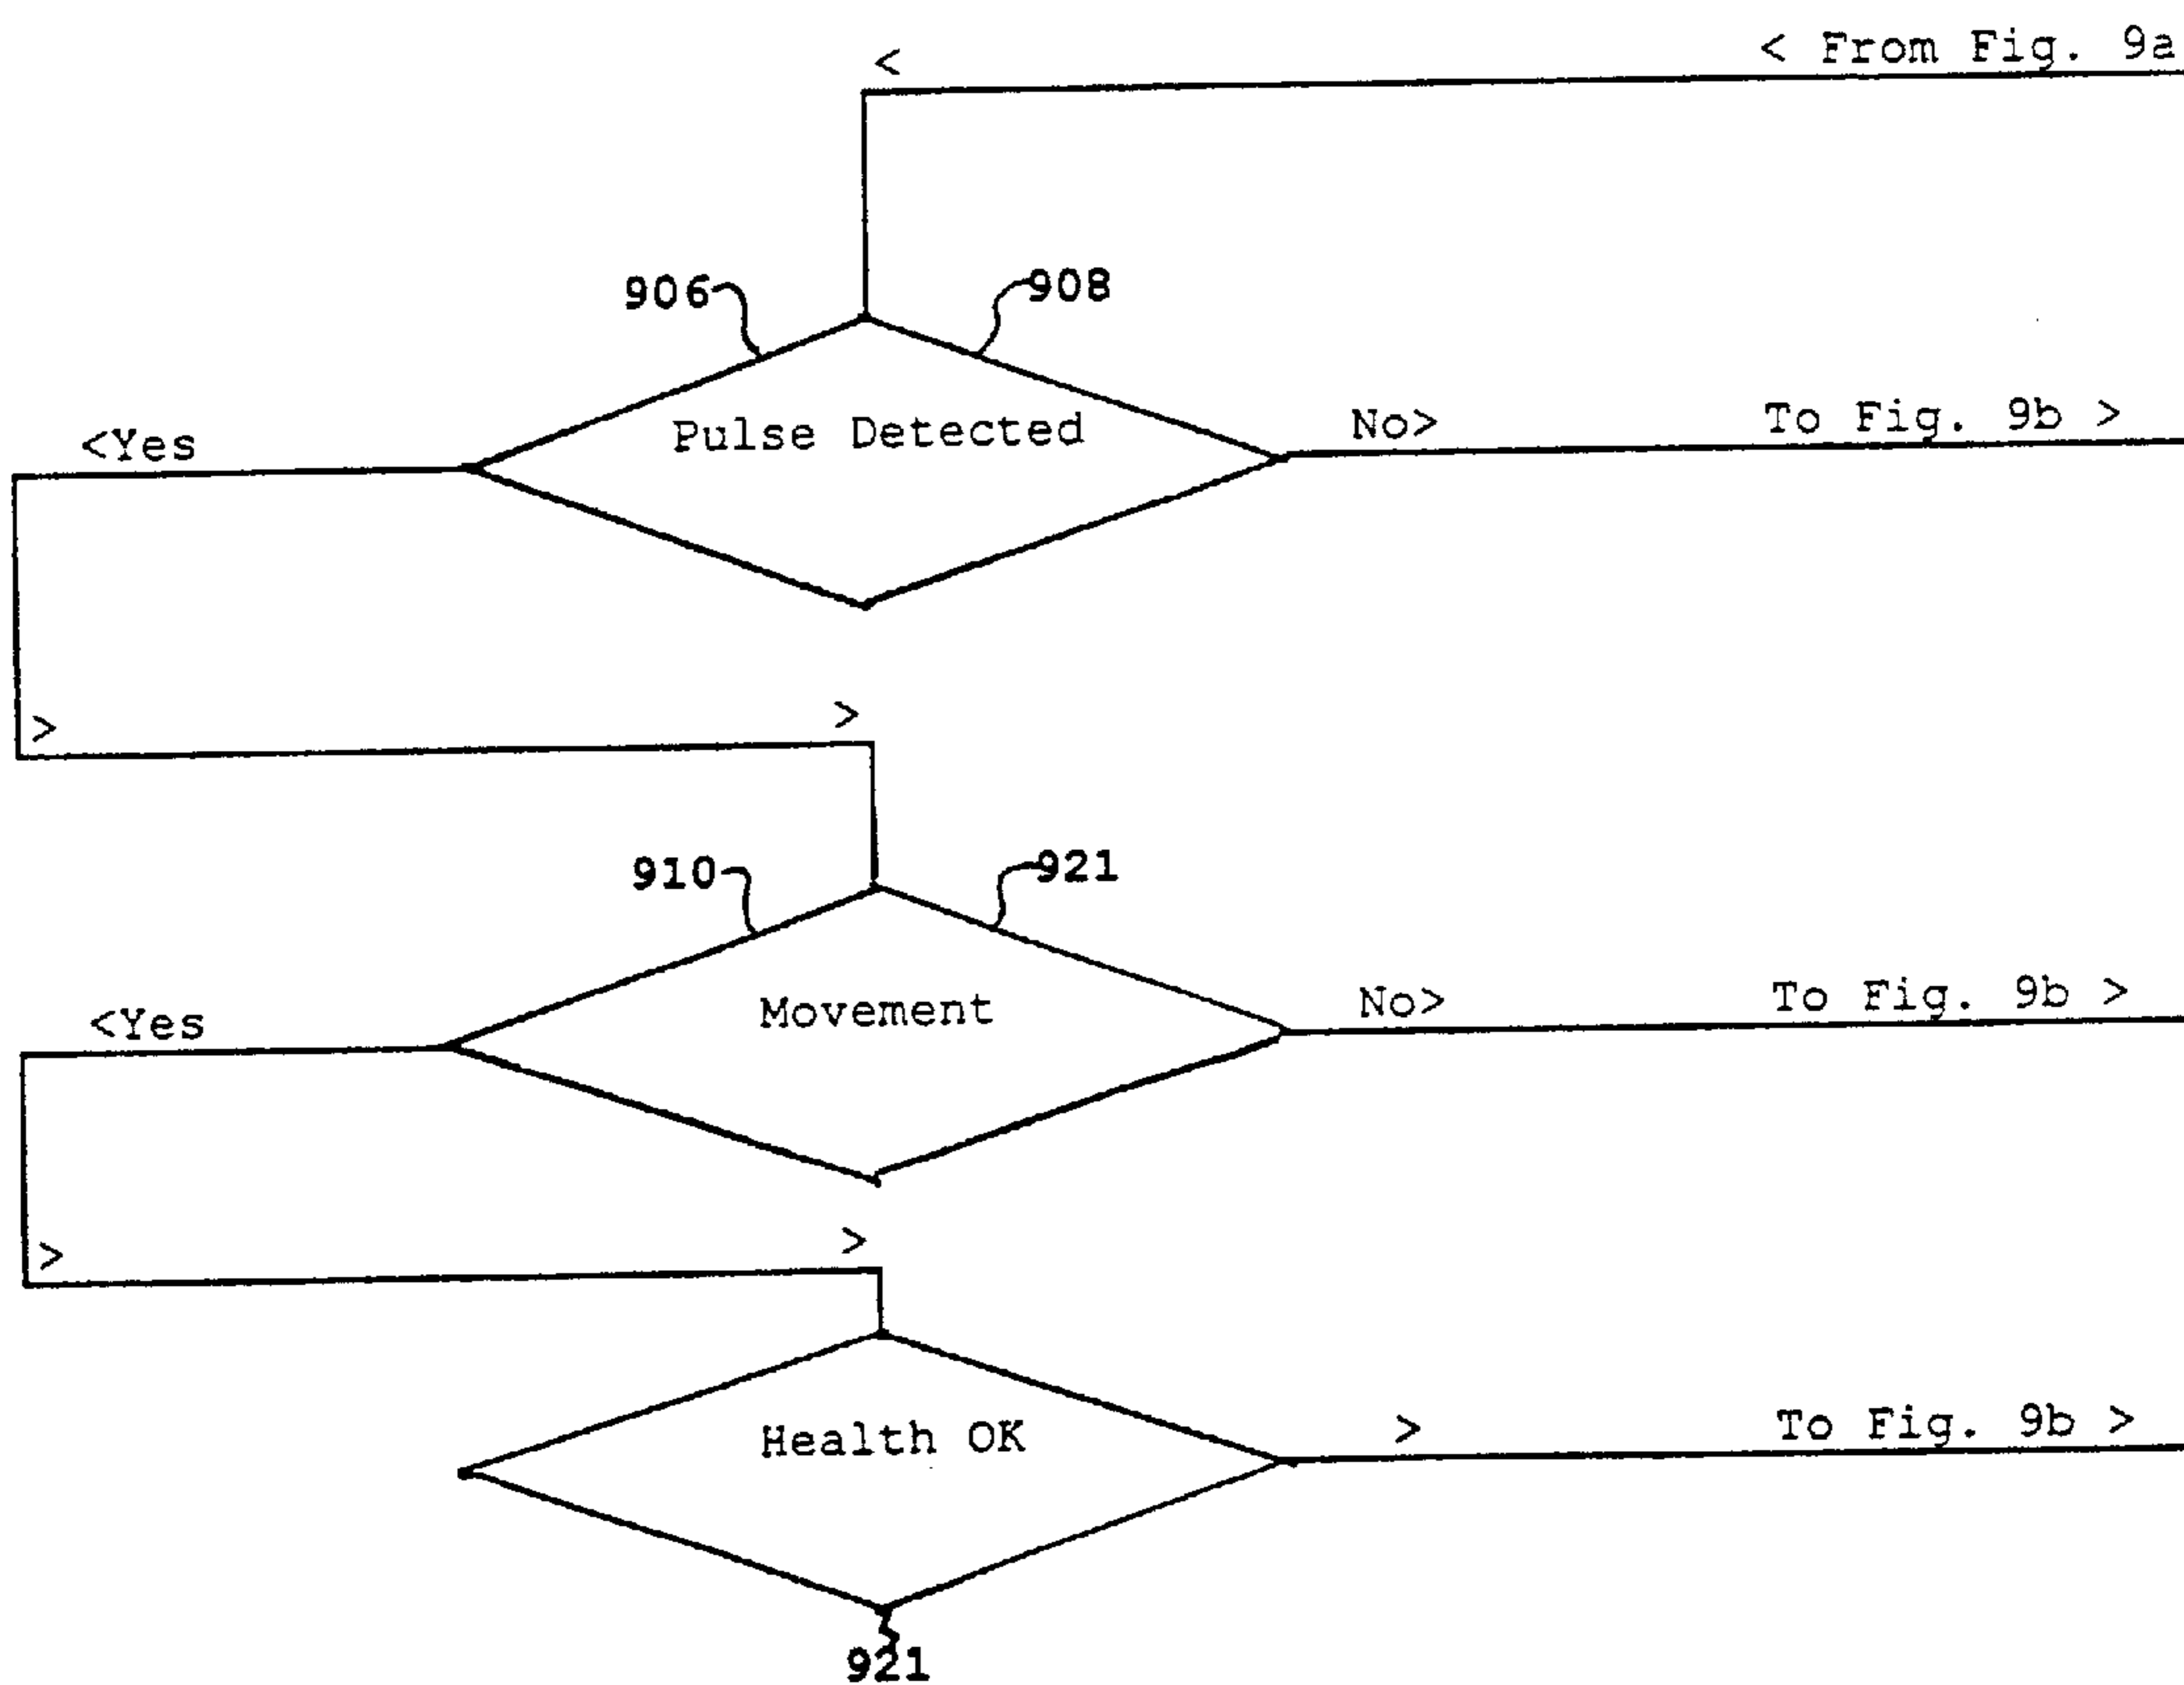 <
< From Fig. 9a
906
908
Pulse Detected
<Yes
No>
To Fig. 9b >
>
>
910
921
Movement
<Yes
No>
To Fig. 9b >
>
>
Health OK
>
To Fig. 9b >
921